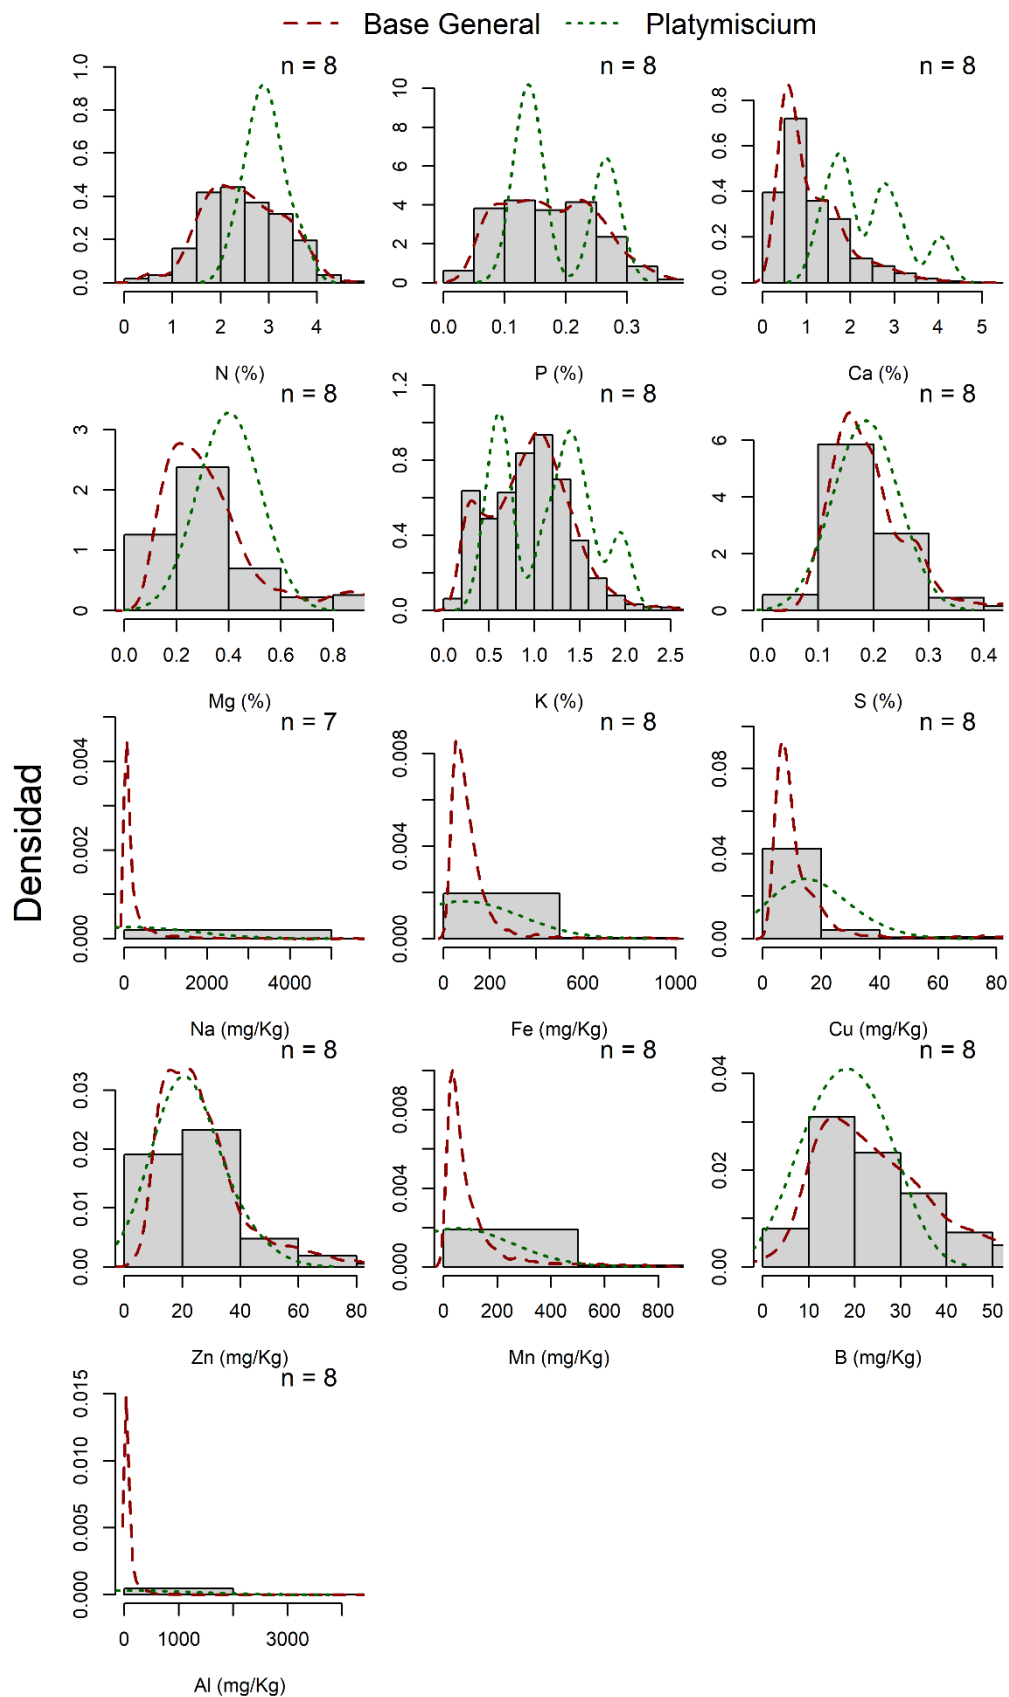 Base General Platymiscium
n = 8 n = 8 n = 8
1.0 0.8 0.6 0.4 0.2 0.0
10 8 6 4 2 0
0.8 0.6 0.4 0.2 0.0
0 1 2 3 4
0.0 0.1 0.2 0.3
0 1 2 3 4 5
N (%) P (%) Ca (%)
n = 8 n = 8 n = 8
3 2 1 0
1.2 0.8 0.4 0.0
6 4 2 0
0.0 0.2 0.4 0.6 0.8
0.0 0.5 1.0 1.5 2.0 2.5
0.0 0.1 0.2 0.3 0.4
Mg (%) K (%) S (%)
n = 7 n = 8 n = 8
Densidad
0.004 0.002 0.000
0.008 0.004 0.000
0.08 0.04 0.00
0 2000 4000
0 200 600 1000
0 20 40 60 80
Na (mg/Kg) Fe (mg/Kg) Cu (mg/Kg)
n = 8 n = 8 n = 8
0.03 0.02 0.01 0.00
0.008 0.004 0.000
0.04 0.02 0.00
0 20 40 60 80
0 200 400 600 800
0 10 20 30 40 50
Zn (mg/Kg) Mn (mg/Kg) B (mg/Kg)
n = 8
0.015 0.010 0.005 0.000
0 1000 3000
Al (mg/Kg)